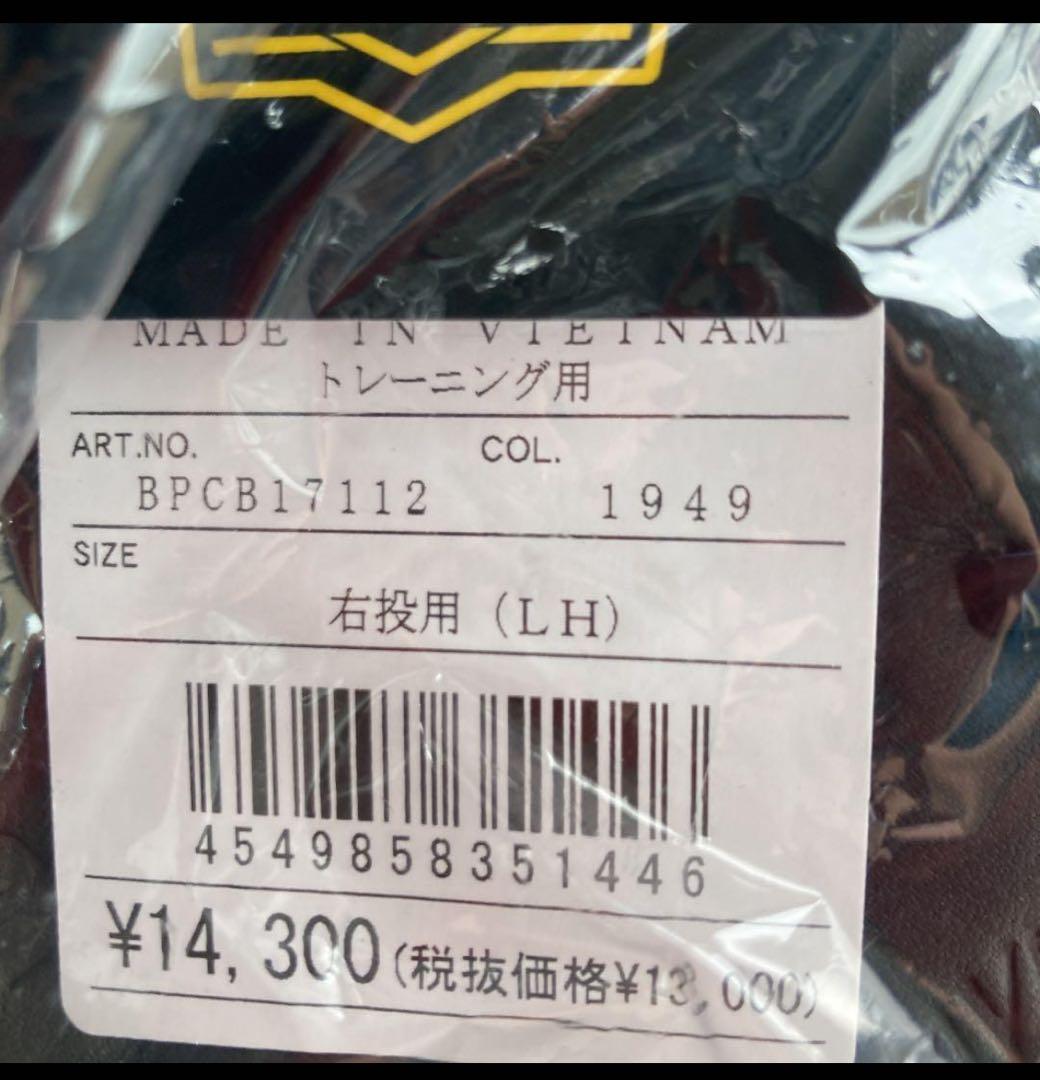 MADE IN VIETNAM
トレーニング用
ART.NO. COL.
BPCB17112 1949
SIZE
右投用 (LH)
4549858351446
¥14,300(税抜価格¥13,000)